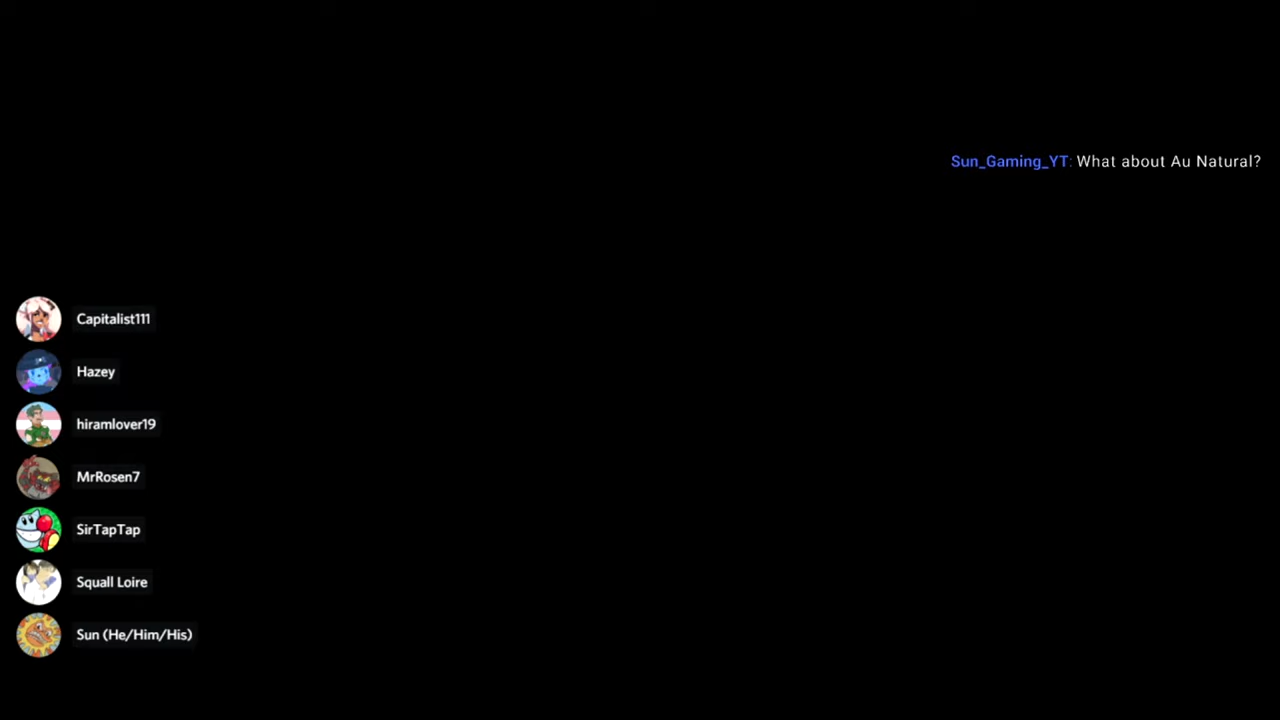 Sun_Gaming_YT: What about Au Natural?
Capitalist111
Hazey
hiramlover19
MrRosen7
SirTapTap
Squall Loire
Sun (He/Him/His)